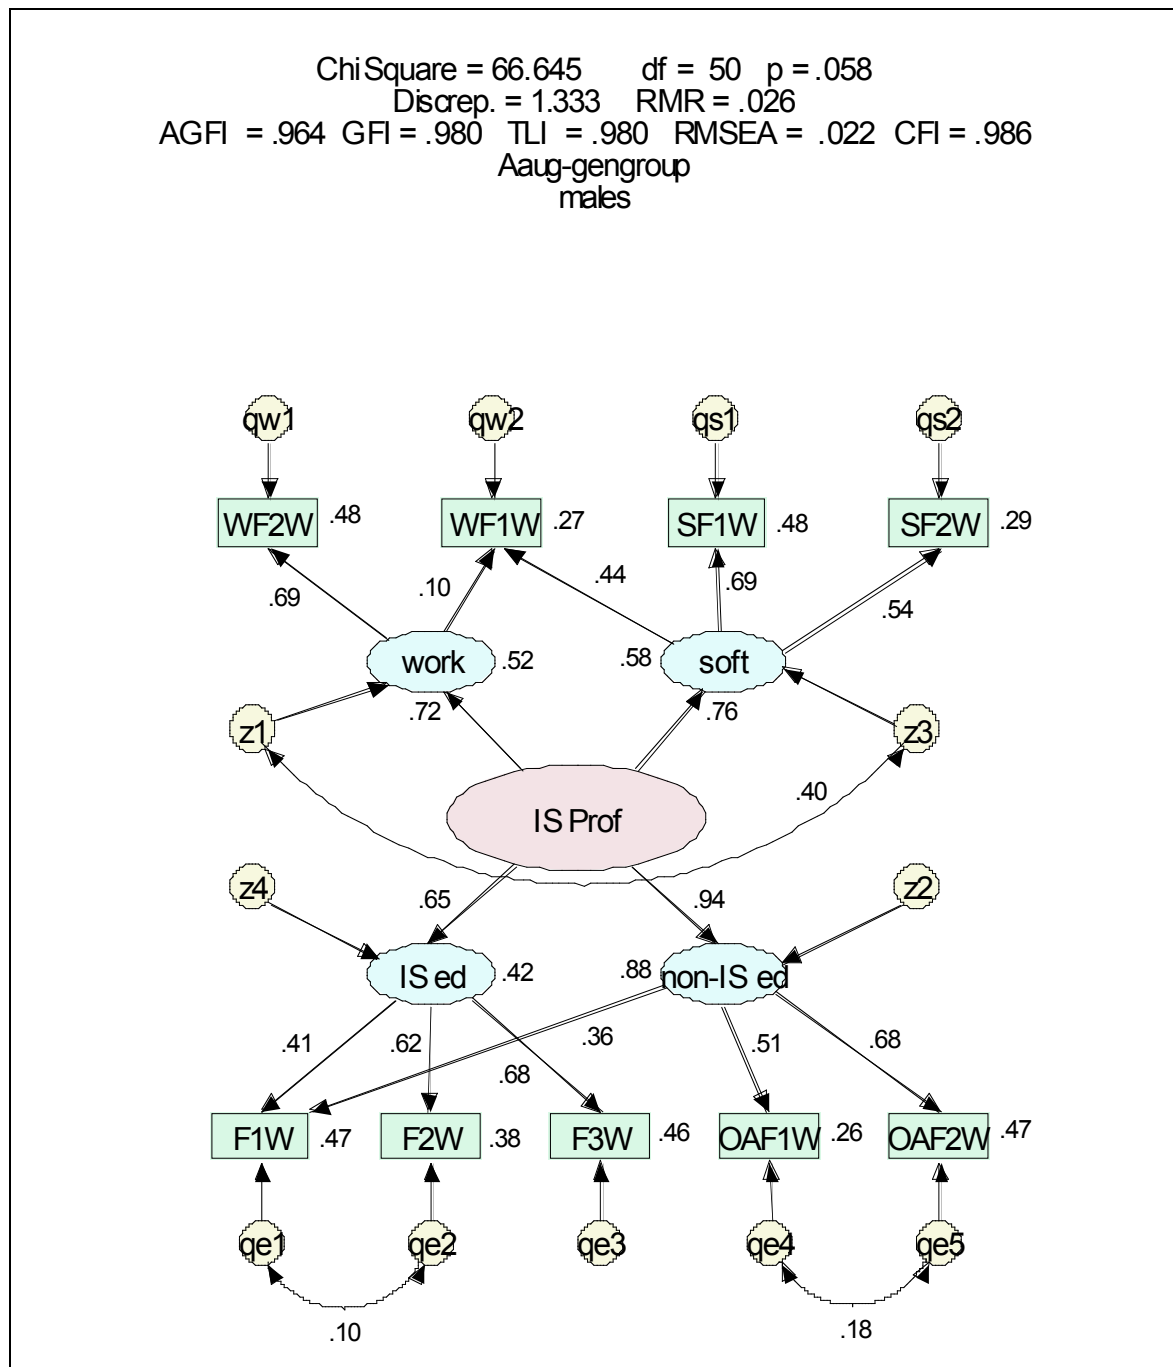 Chi Square = 66.645 df = 50 p = .058
Discrep. = 1.333 RMR = .026
AGFI = .964 GFI = .980 TLI = .980 RMSEA = .022 CFI = .986
Aaug-gengroup
males
qw1 qw2 qs1 qs2
WF2W .48 WF1W .27 SF1W .48 SF2W .29
.69 .10 .44 .69 .54
work .52 .58 soft
z1 .72 .76 z3
IS Prof .40
z4 .65 .94 z2
IS ed .42 .88 non-IS ed
.41 .62 .68 .36 .51 .68
F1W .47 F2W .38 F3W .46 OAF1W .26 OAF2W .47
qe1 qe2 qe3 qe4 qe5
.10 .18